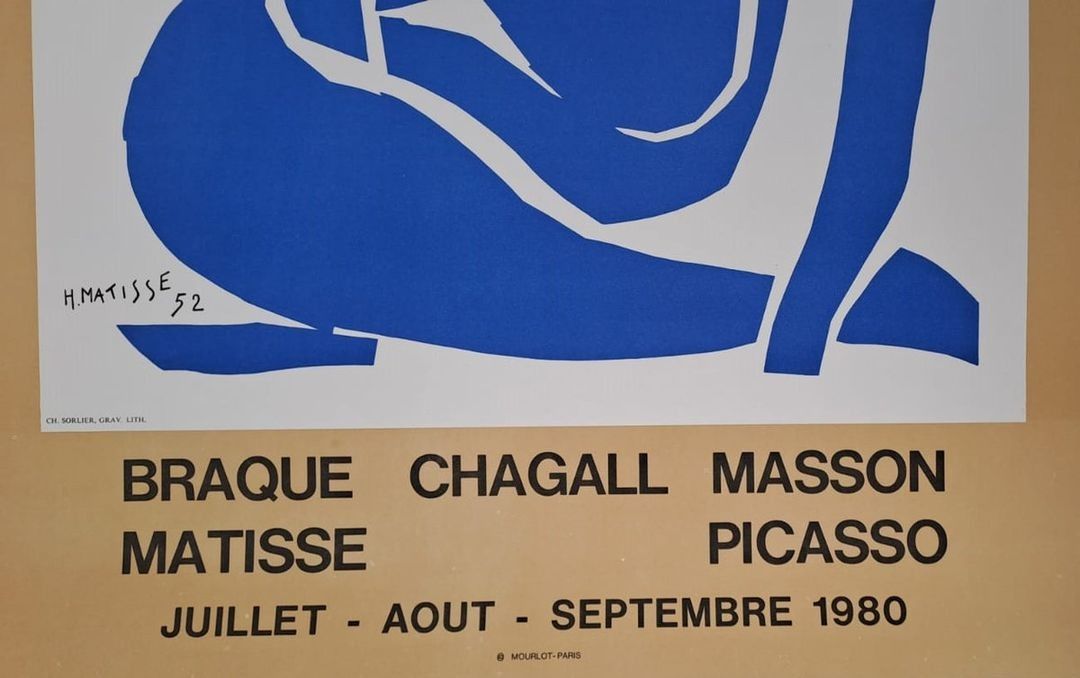 H. MATISSE
52
CH. SORLIER, GRAV. LITH.
BRAQUE CHAGALL MASSON
MATISSE PICASSO
JUILLET - AOUT - SEPTEMBRE 1980
@ MOURLOT-PARIS